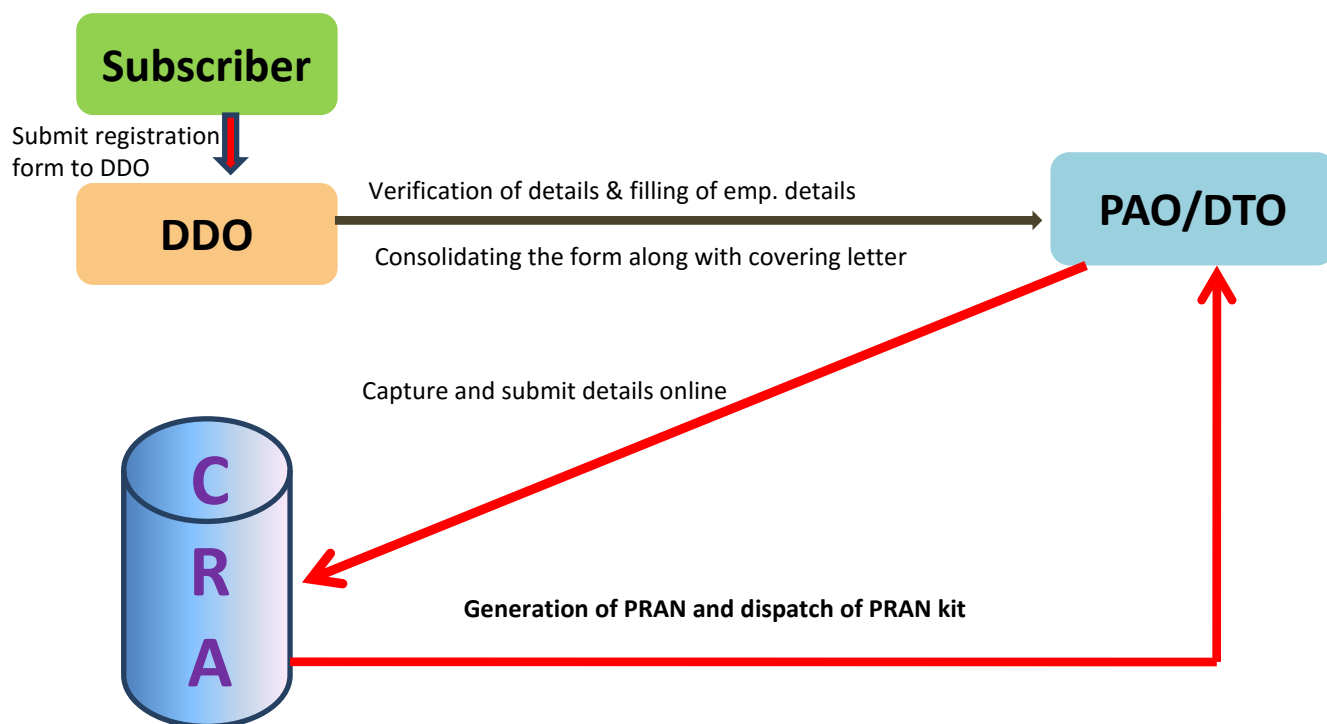 Subscriber
Submit registration
form to DDO
DDO
Verification of details & filling of emp. details
Consolidating the form along with covering letter
PAO/DTO
Capture and submit details online
C
R
A
Generation of PRAN and dispatch of PRAN kit